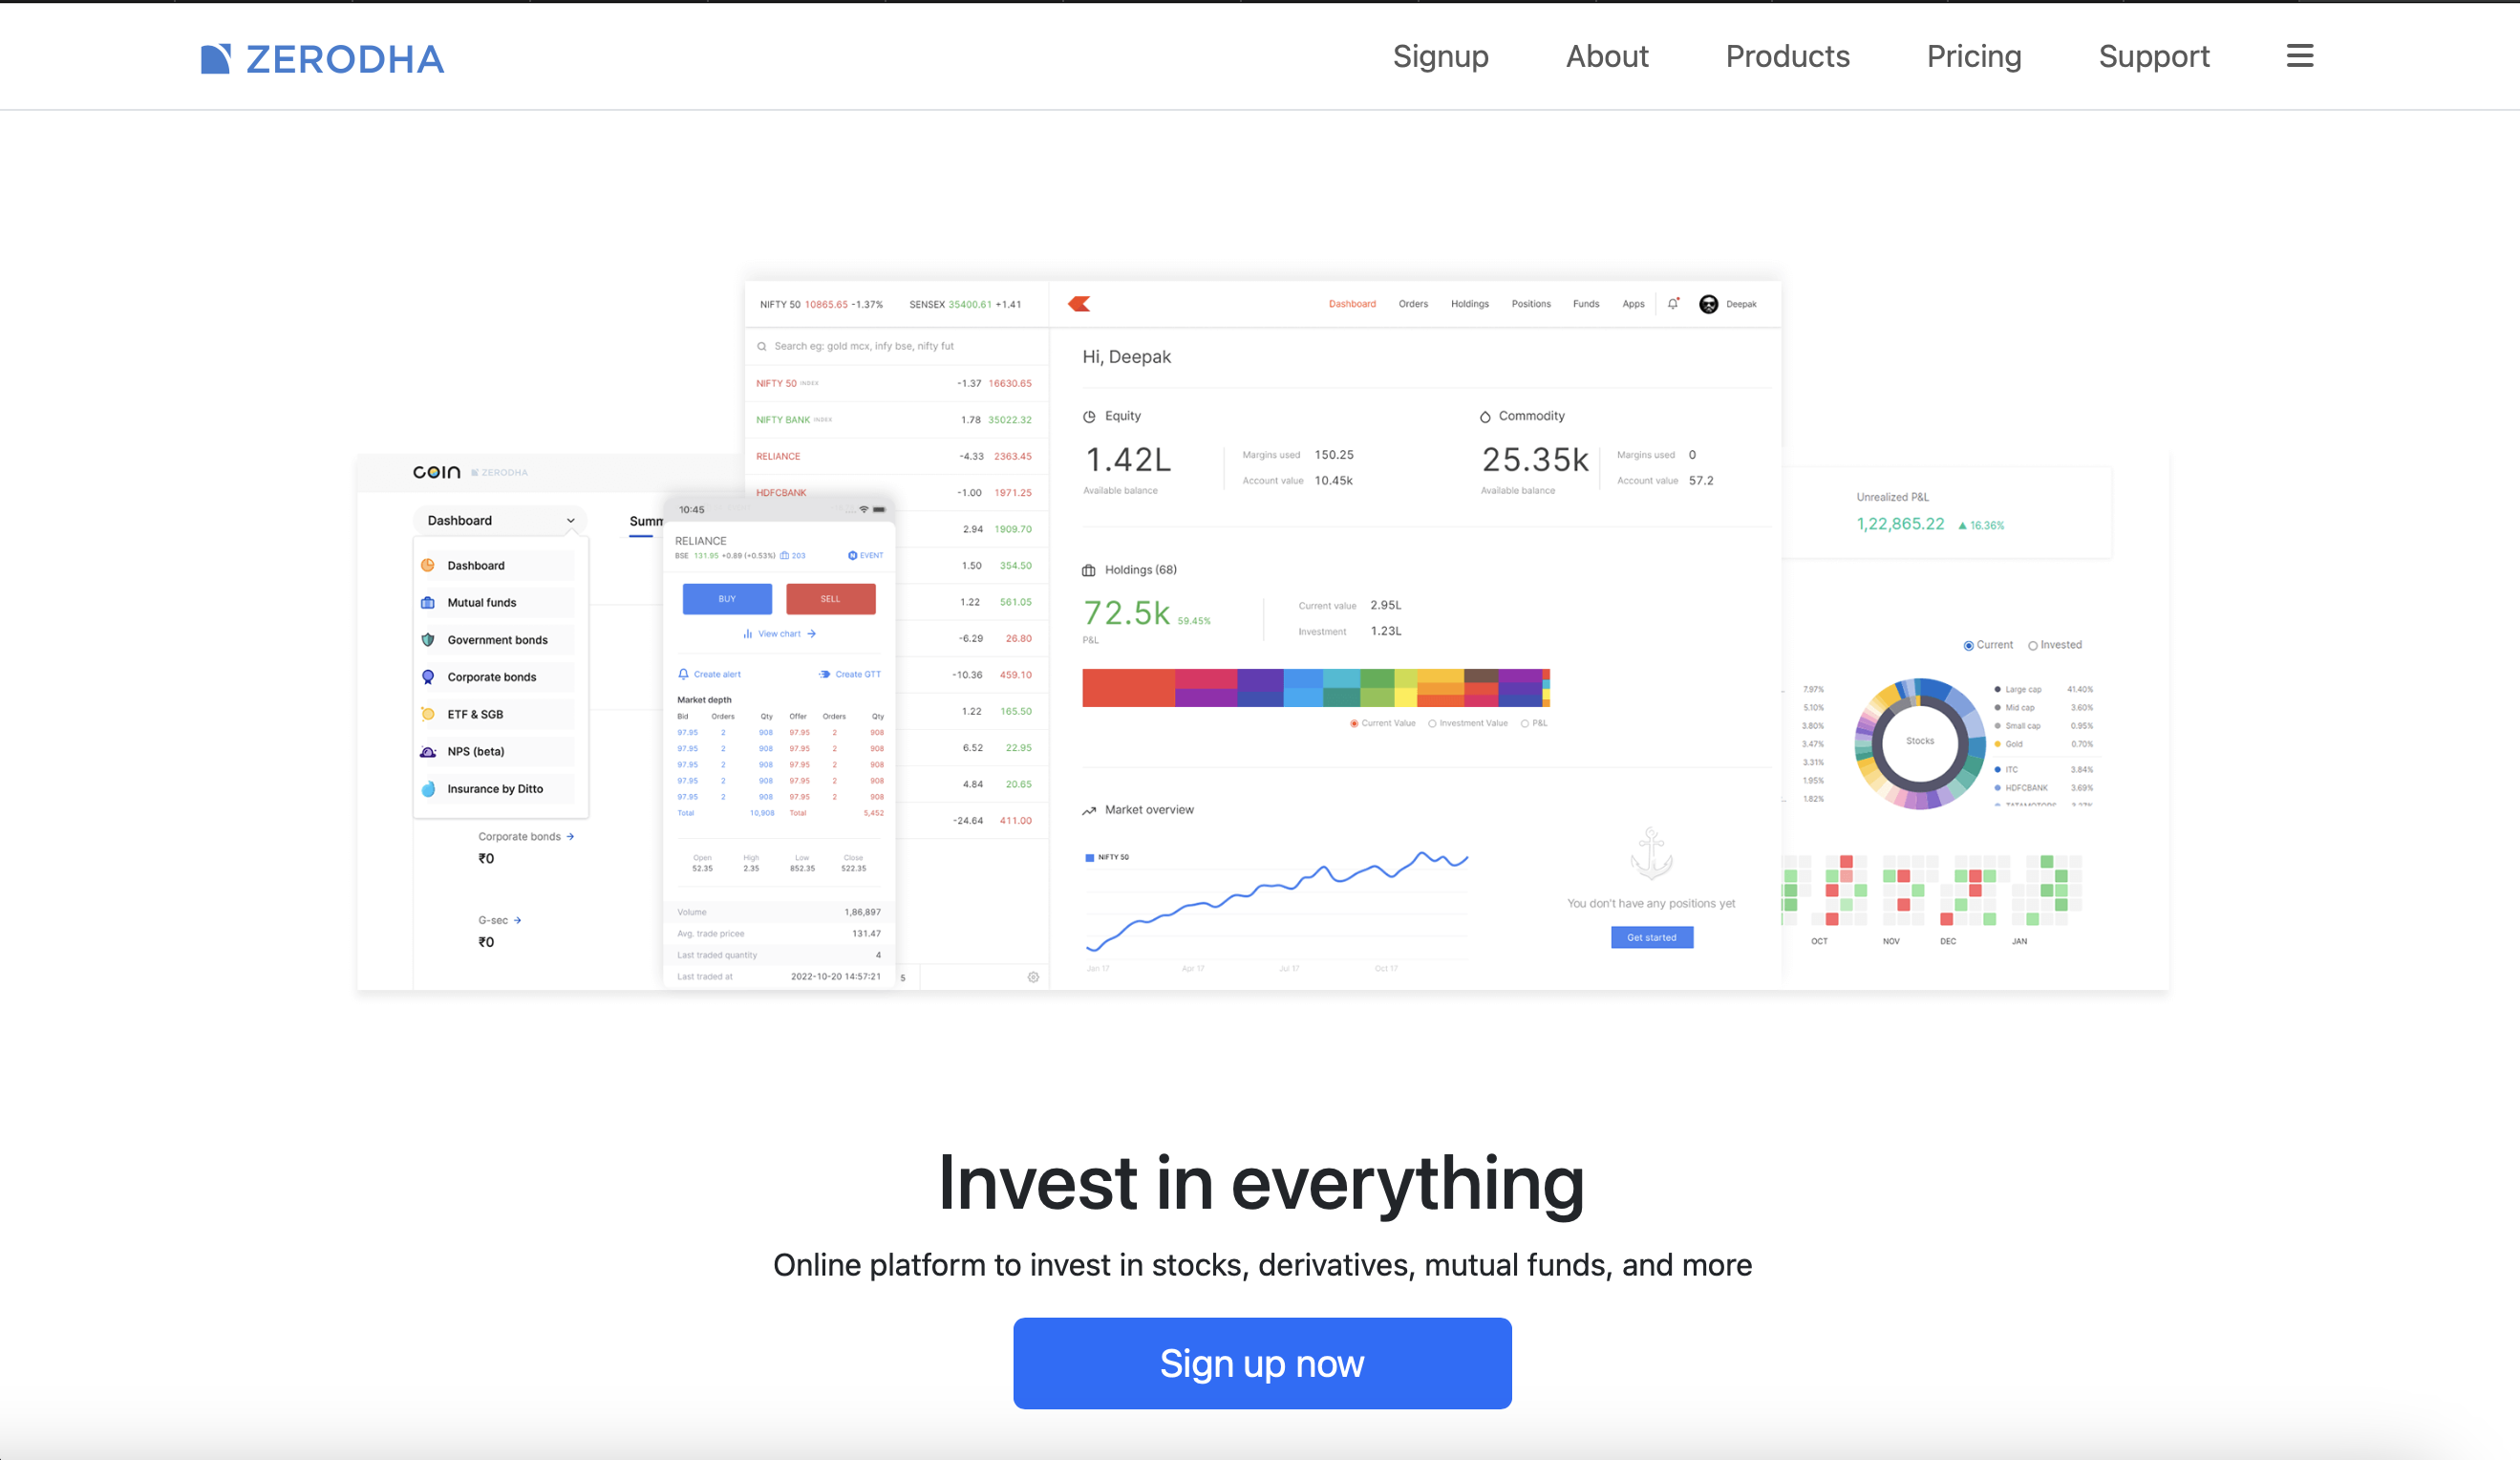 ZERODHA
Signup About Products Pricing Support
NIFTY 50 10865.65 -1.37% SENSEX 35400.61 +1.41
Dashboard Orders Holdings Positions Funds Apps Deepak
Search eg: gold mcx, infy bse, nifty fut
NIFTY 50 INDEX -1.37 16630.65
NIFTY BANK INDEX 1.78 35022.32
RELIANCE -4.33 2363.45
HDFCBANK -1.00 1971.25
2.94 1909.70
1.50 354.50
1.22 561.05
-6.29 26.80
-10.36 459.10
1.22 165.50
6.52 22.95
4.84 20.65
-24.64 411.00
5
Hi, Deepak
Equity
1.42L
Available balance
Margins used 150.25
Account value 10.45k
Commodity
25.35k
Available balance
Margins used 0
Account value 57.2
Holdings (68)
72.5k 59.45%
P&L
Current value 2.95L
Investment 1.23L
Current Value Investment Value P&L
Market overview
NIFTY 50
Jan 17 Apr 17 Jul 17 Oct 17
You don't have any positions yet
Get started
COIN ZERODHA
Dashboard
Summ
Dashboard
Mutual funds
Government bonds
Corporate bonds
ETF & SGB
NPS (beta)
Insurance by Ditto
Corporate bonds →
₹0
G-sec →
₹0
10:45
RELIANCE
BSE 131.95 +0.89 (+0.53%) 203 EVENT
BUY SELL
View chart →
Create alert Create GTT
Market depth
Bid Orders Qty Offer Orders Qty
97.95 2 908 97.95 2 908
97.95 2 908 97.95 2 908
97.95 2 908 97.95 2 908
97.95 2 908 97.95 2 908
97.95 2 908 97.95 2 908
Total 10,908 Total 5,452
Open High Low Close
52.35 2.35 852.35 522.35
Volume 1,86,897
Avg. trade pricee 131.47
Last traded quantity 4
Last traded at 2022-10-20 14:57:21
Unrealized P&L
1,22,865.22 ▲ 16.36%
Current Invested
7.97%
5.10%
3.80%
3.47%
3.31%
1.95%
1.82%
Stocks
Large cap 41.40%
Mid cap 3.60%
Small cap 0.95%
Gold 0.70%
ITC 3.84%
HDFCBANK 3.69%
OCT NOV DEC JAN
Invest in everything
Online platform to invest in stocks, derivatives, mutual funds, and more
Sign up now